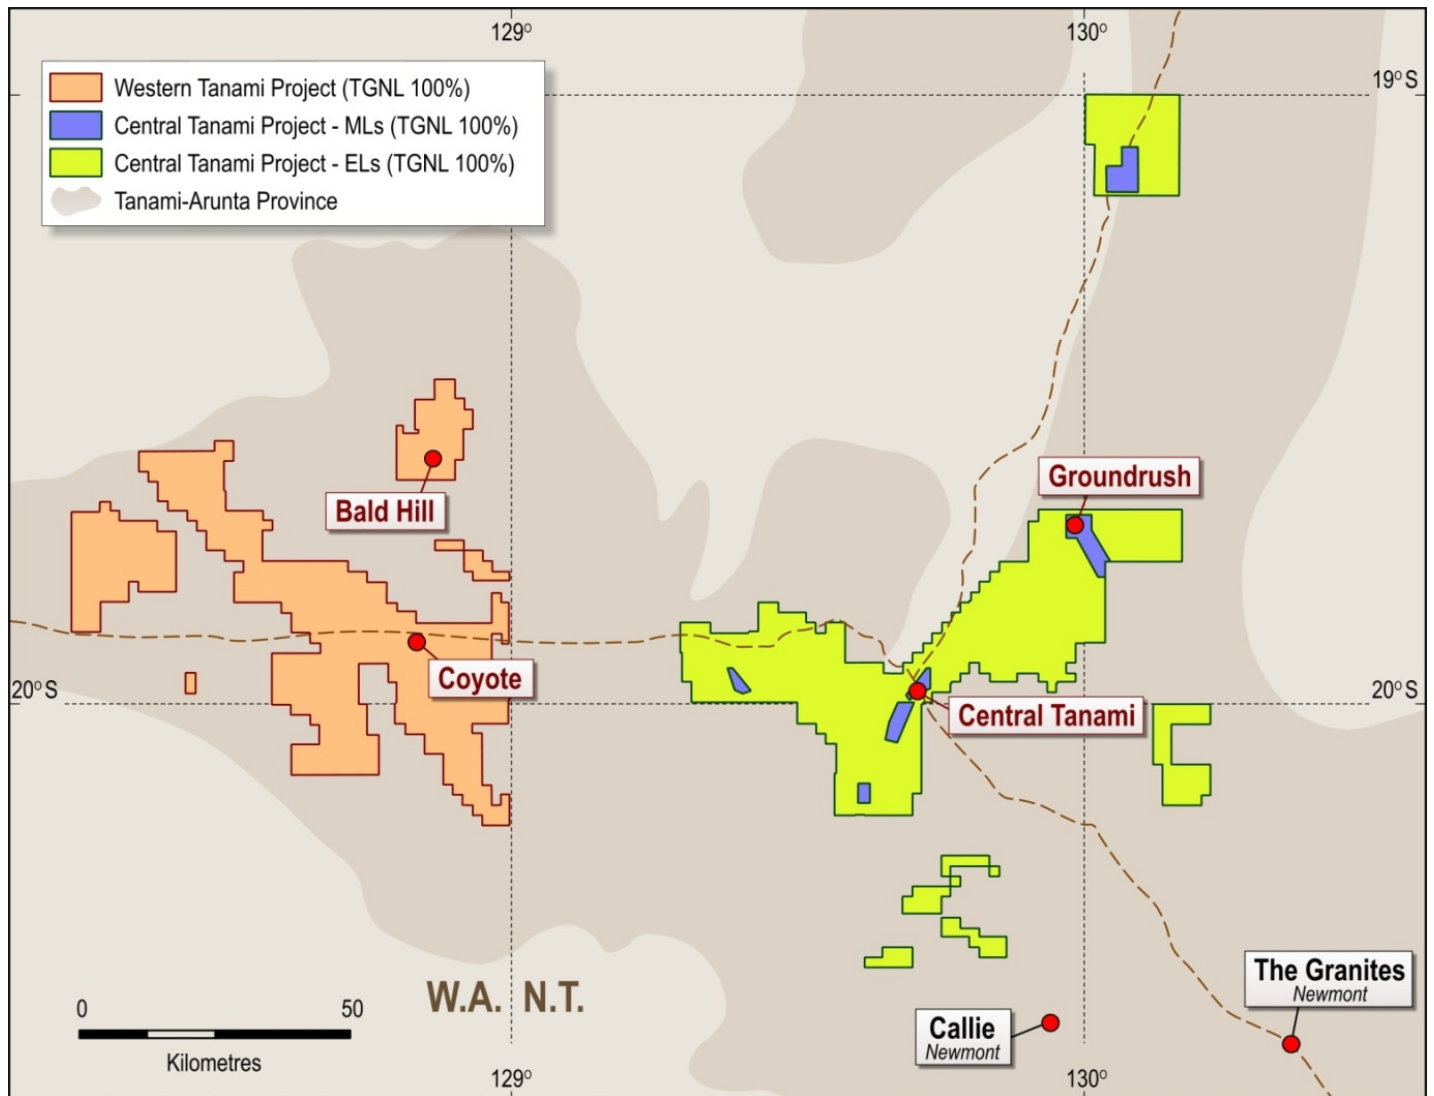 129° 130°
19° S
Western Tanami Project (TGNL 100%)
Central Tanami Project - MLs (TGNL 100%)
Central Tanami Project - ELs (TGNL 100%)
Tanami-Arunta Province
Groundrush
Bald Hill
Coyote
20° S 20° S
Central Tanami
The Granites
Newmont
W.A. N.T.
0 50
Kilometres
Callie
Newmont
129° 130°